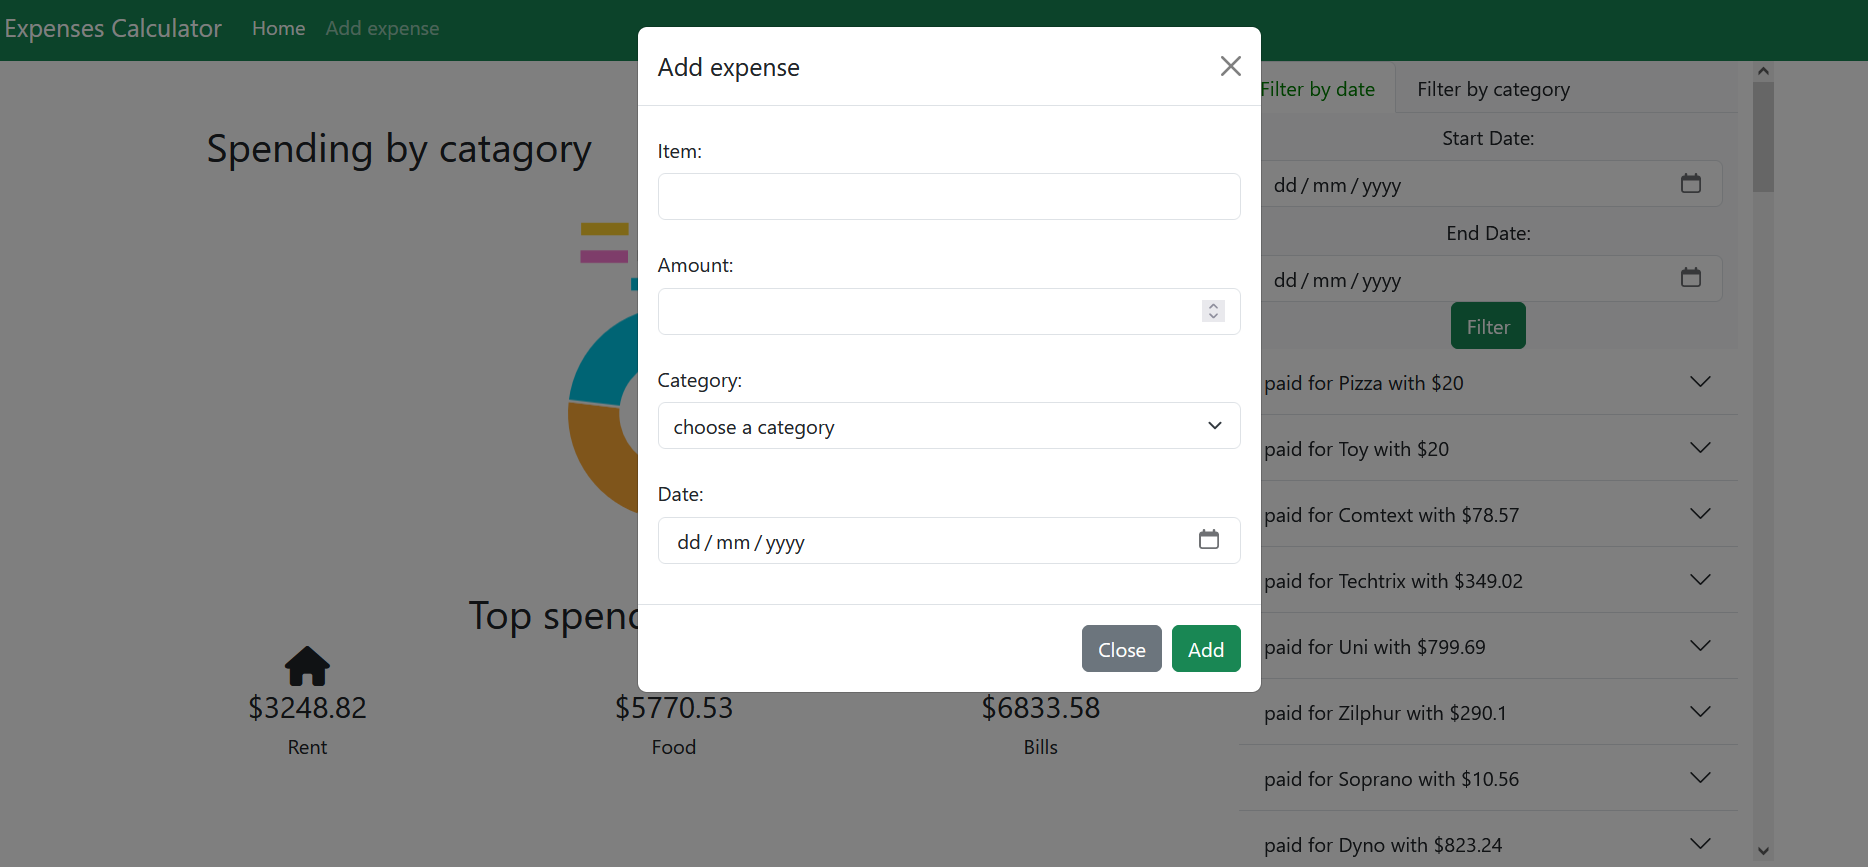 Expenses Calculator Home Add expense
Add expense
Item:
Amount:
Category:
choose a category
Date:
dd/mm/yyyy
Close Add
Spending by catagory
Top spend
$3248.82
Rent
$5770.53
Food
$6833.58
Bills
Filter by date Filter by category
Start Date:
dd/mm/yyyy
End Date:
dd/mm/yyyy
Filter
paid for Pizza with $20
paid for Toy with $20
paid for Comtext with $78.57
paid for Techtrix with $349.02
paid for Uni with $799.69
paid for Zilphur with $290.1
paid for Soprano with $10.56
paid for Dyno with $823.24